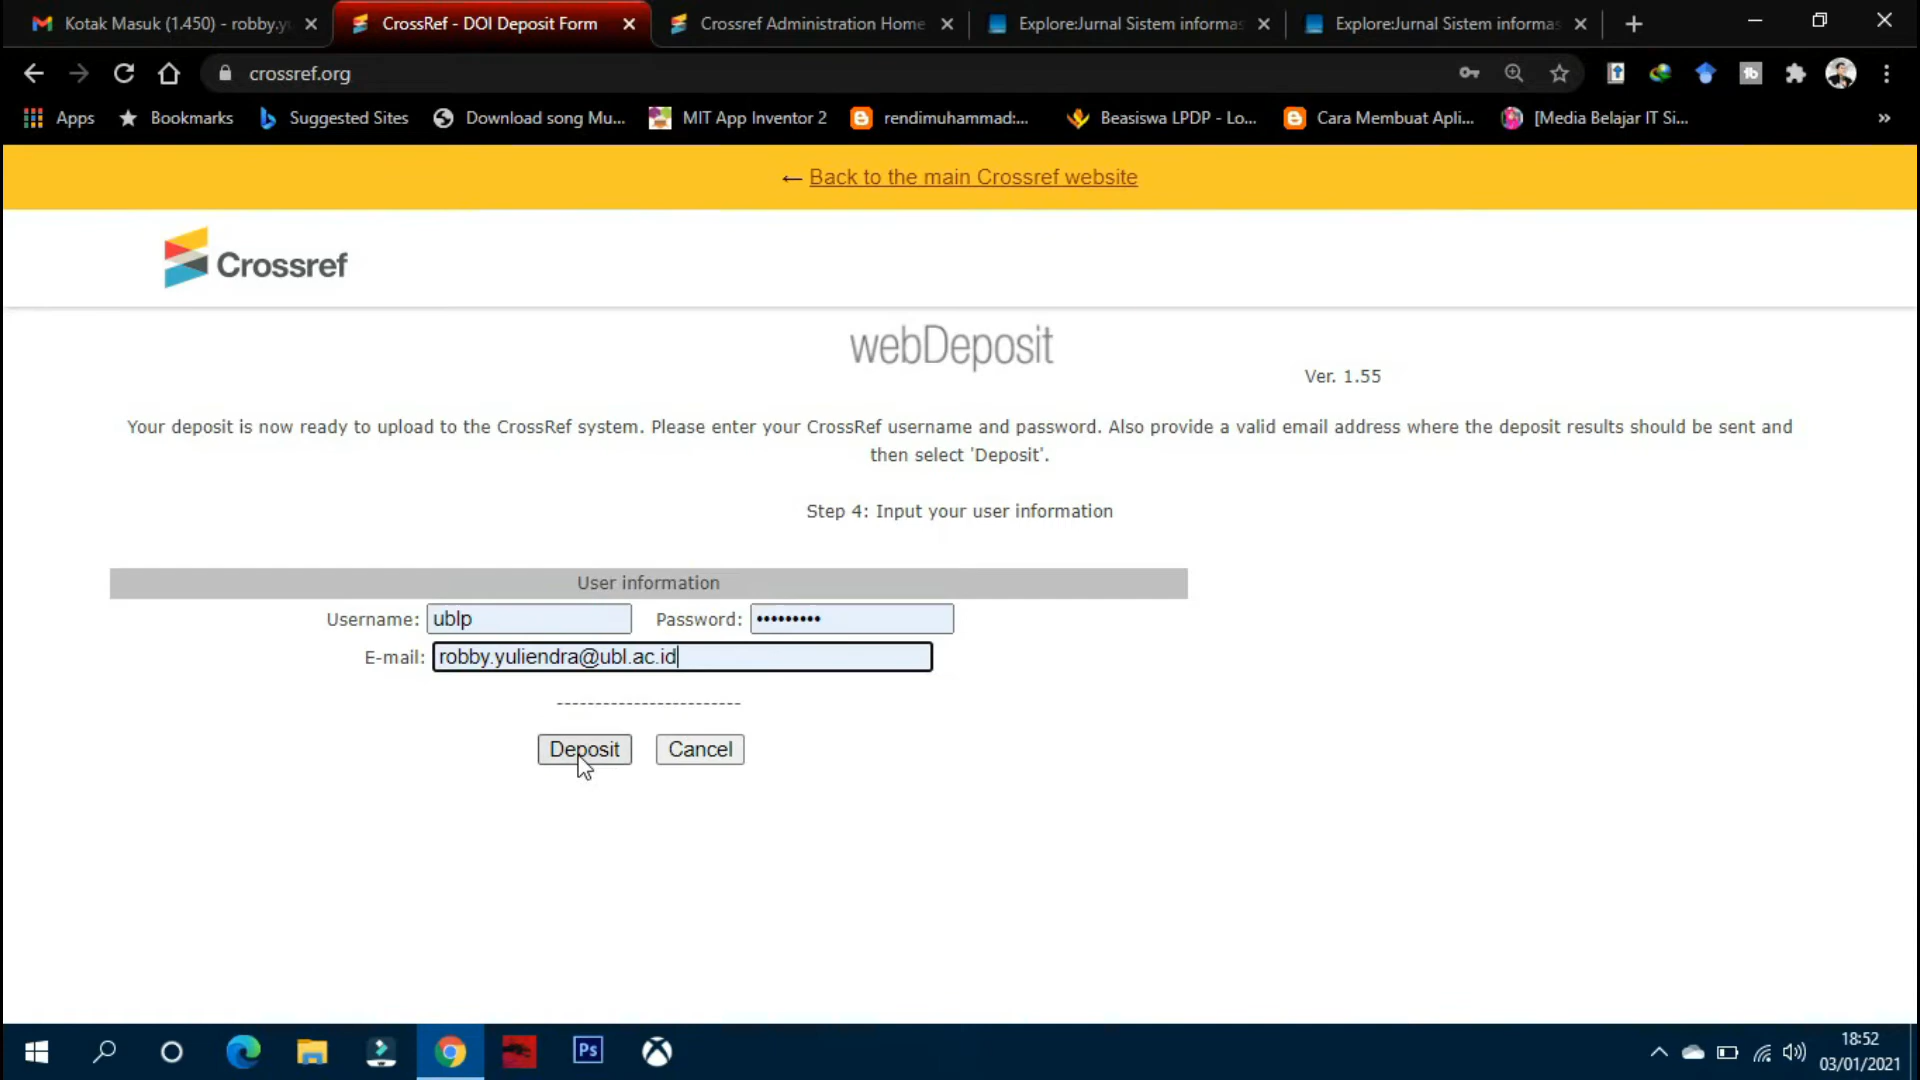 Kotak Masuk (1.450) - robby.y
CrossRef - DOI Deposit Form
Crossref Administration Home
Explore:Jurnal Sistem informas
Explore:Jurnal Sistem informas
crossref.org
Apps
Bookmarks
Suggested Sites
Download song Mu...
MIT App Inventor 2
rendimuhammad:...
Beasiswa LPDP - Lo...
Cara Membuat Apli...
[Media Belajar IT Si...
»
← Back to the main Crossref website
Crossref
webDeposit
Ver. 1.55
Your deposit is now ready to upload to the CrossRef system. Please enter your CrossRef username and password. Also provide a valid email address where the deposit results should be sent and
then select 'Deposit'.
Step 4: Input your user information
User information
Username: ublp Password: •••••••••
E-mail: robby.yuliendra@ubl.ac.id
------------------------
Deposit Cancel
Ps
18:52
03/01/2021